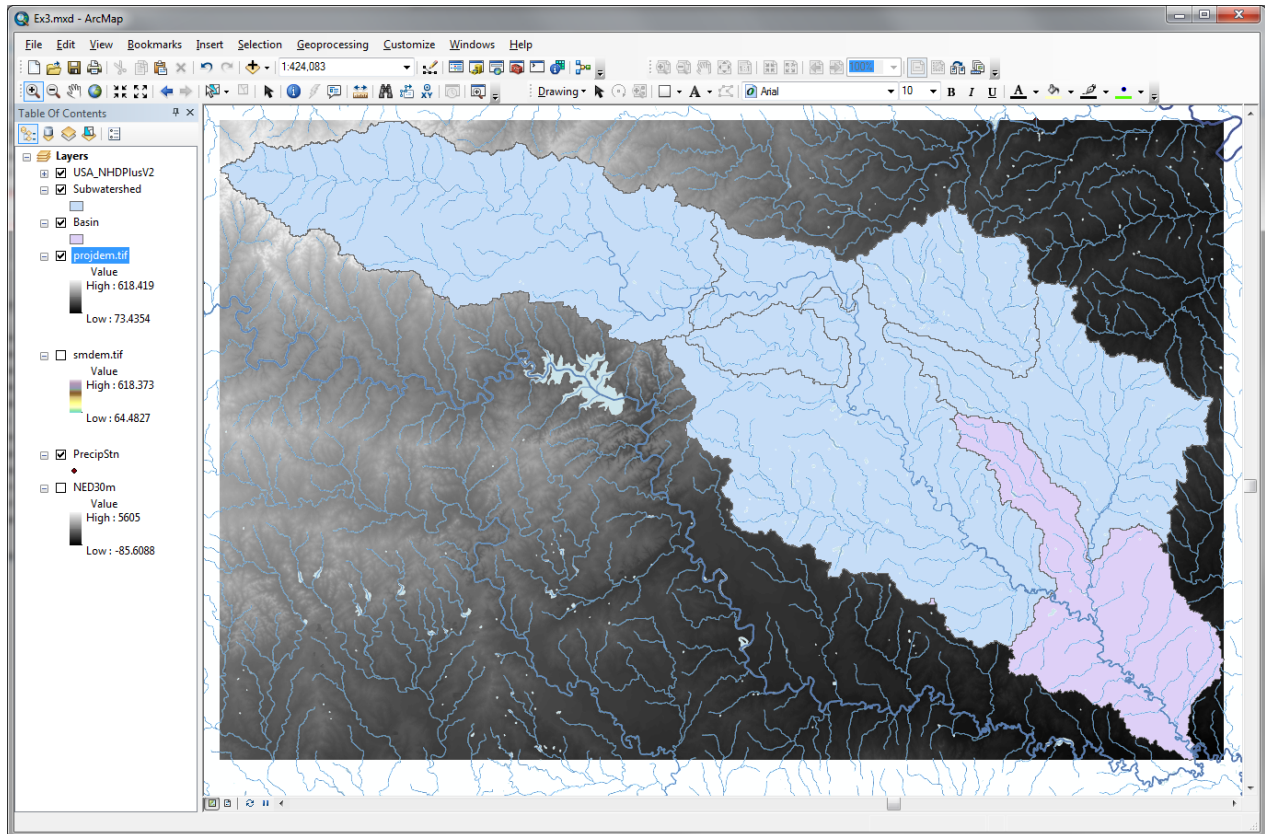 Ex3.mxd - ArcMap
File Edit View Bookmarks Insert Selection Geoprocessing Customize Windows Help
1:424,083 100%
Drawing A Arial 10 B I U A
Table Of Contents
Layers
USA_NHDPlusV2
Subwatershed
Basin
projdem.tif
Value
High : 618.419
Low : 73.4354
smdem.tif
Value
High : 618.373
Low : 64.4827
PrecipStn
NED30m
Value
High : 5605
Low : -85.6088